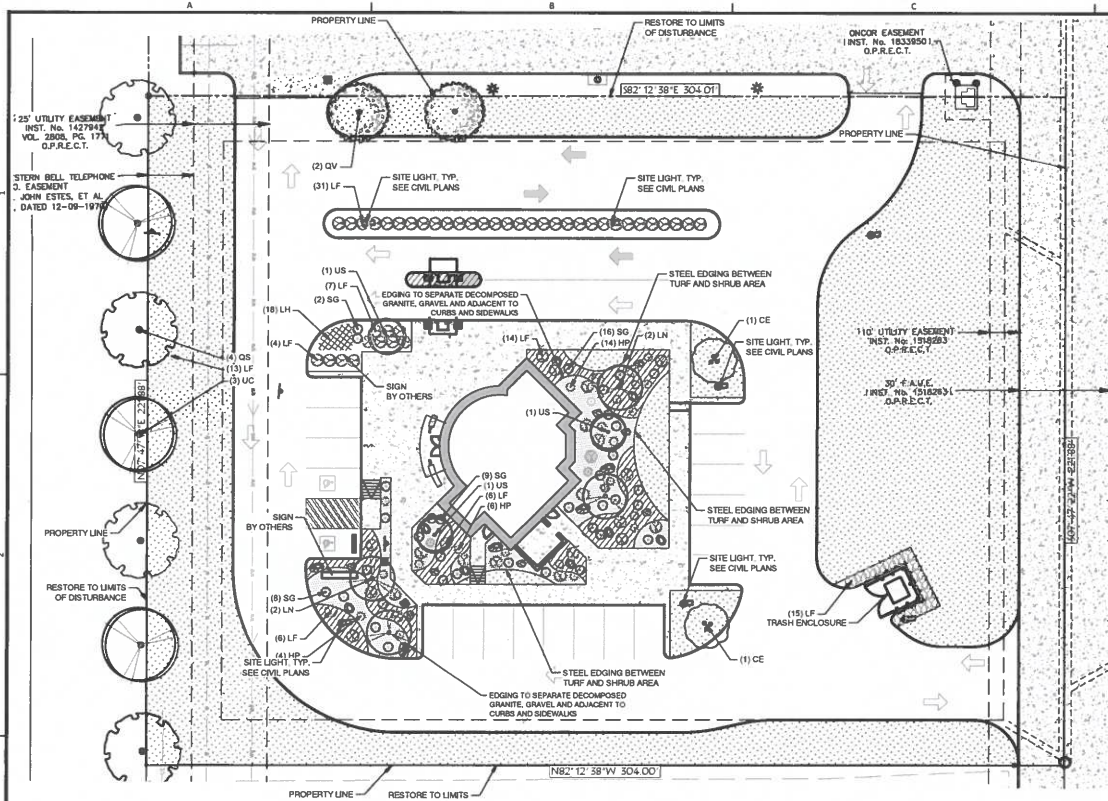 A
B
C
PROPERTY LINE
RESTORE TO LIMITS
OF DISTURBANCE
ONCOR EASEMENT
INST. No. 18339501
O.P.R.E.C.T.
S82° 12' 38"E 304.01'
25' UTILITY EASEMENT
INST. No. 1427942
VOL. 2808, PG. 1771
O.P.R.E.C.T.
PROPERTY LINE
(2) QV
STERN BELL TELEPHONE
O. EASEMENT
JOHN ESTES, ET AL
DATED 12-09-1970
(31) LF
SITE LIGHT, TYP.
SEE CIVIL PLANS
SITE LIGHT, TYP.
SEE CIVIL PLANS
1
(1) US
(7) LF
(2) SG
(18) LH
(4) LF
EDGING TO SEPARATE DECOMPOSED
GRANITE, GRAVEL AND ADJACENT TO
CURBS AND SIDEWALKS
STEEL EDGING BETWEEN
TURF AND SHRUB AREA
(14) LF
(16) SG
(14) HP
(2) LN
(1) CE
SITE LIGHT, TYP.
SEE CIVIL PLANS
110' UTILITY EASEMENT
INST. No. 1518263
O.P.R.E.C.T.
(4) QS
(13) LF
(3) UC
SIGN
BY OTHERS
30' F.A.U.E.
INST. No. 1518263
O.P.R.E.C.T.
(1) US
(9) SG
(1) US
(6) LF
(6) HP
SIGN
BY OTHERS
STEEL EDGING BETWEEN
TURF AND SHRUB AREA
PROPERTY LINE
2
SITE LIGHT, TYP.
SEE CIVIL PLANS
RESTORE TO LIMITS
OF DISTURBANCE
(8) SG
(2) LN
(6) LF
(4) HP
SITE LIGHT, TYP.
SEE CIVIL PLANS
(15) LF
TRASH ENCLOSURE
(1) CE
STEEL EDGING BETWEEN
TURF AND SHRUB AREA
EDGING TO SEPARATE DECOMPOSED
GRANITE, GRAVEL AND ADJACENT TO
CURBS AND SIDEWALKS
N82° 12' 38"W 304.00'
PROPERTY LINE
RESTORE TO LIMITS